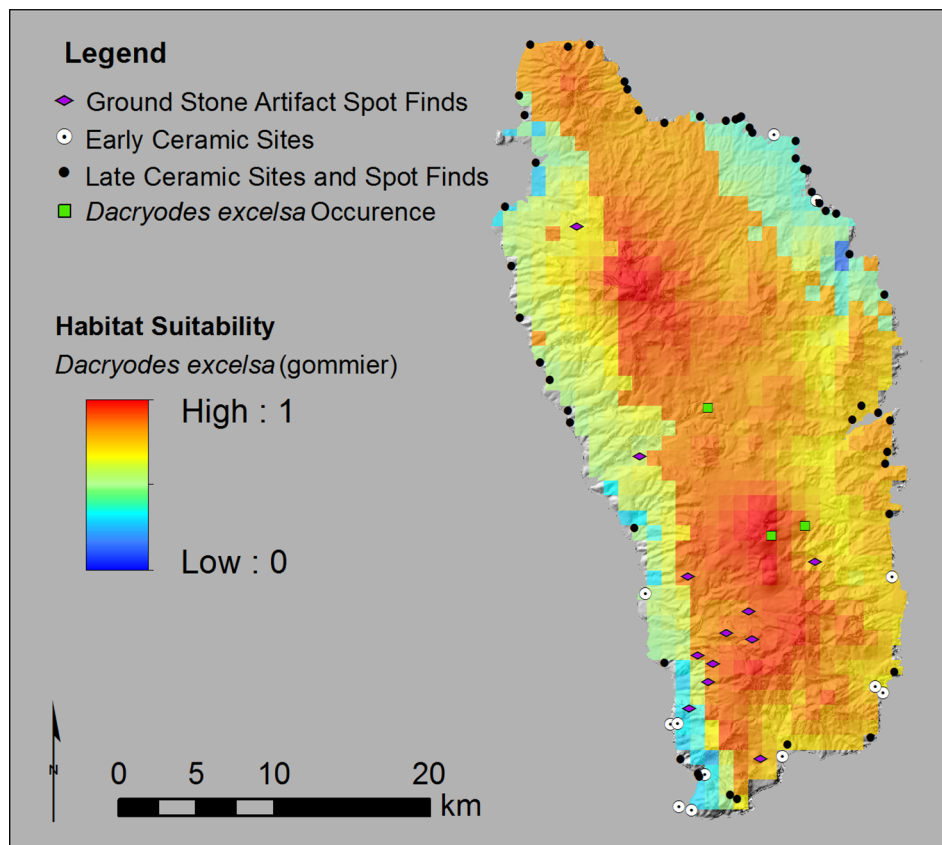 Legend
Ground Stone Artifact Spot Finds
Early Ceramic Sites
Late Ceramic Sites and Spot Finds
Dacryodes excelsa Occurence
Habitat Suitability
Dacryodes excelsa (gommier)
High : 1
Low : 0
N
0 5 10 20
km